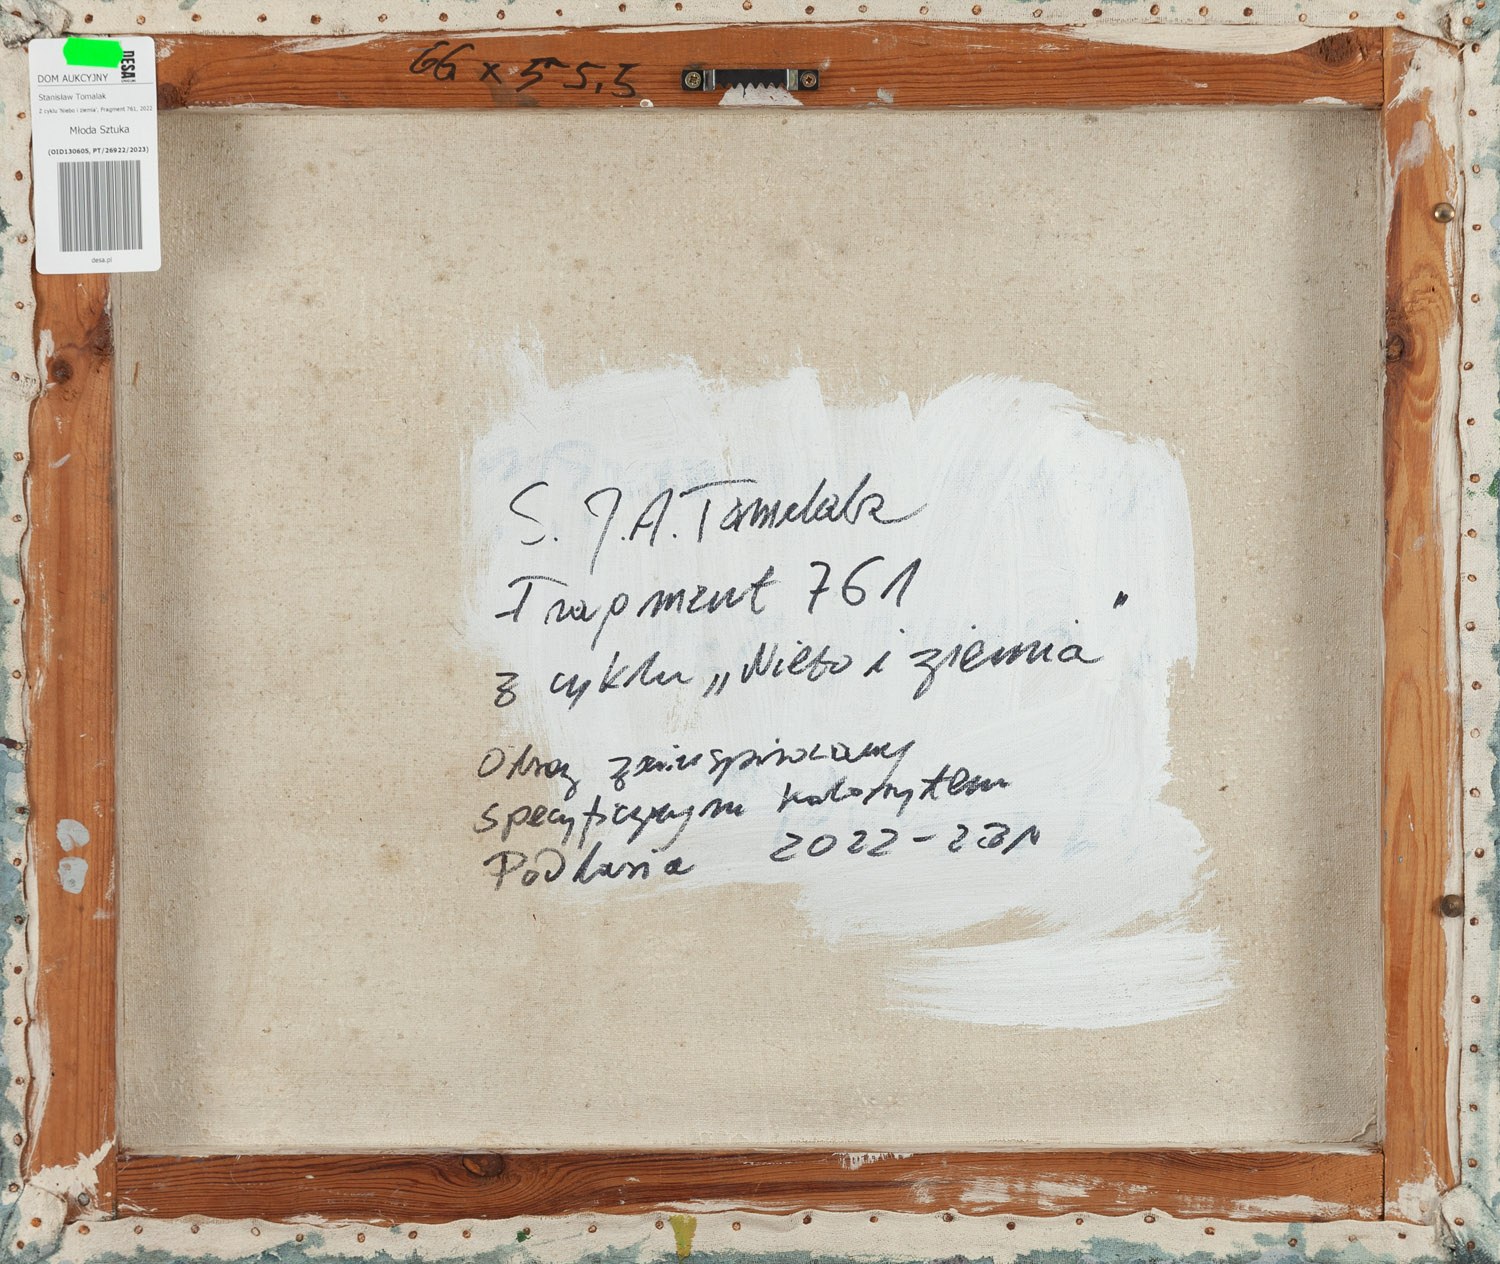 66 x 55,5
DESA
DOM AUKCYJNY
Stanisław Tomalak
Z cyklu 'Niebo i ziemia', Fragment 761, 2022
Młoda Sztuka
(OID130605, PT/26922/2023)
desa.pl
S. J.A. Tomalak
Fragment 761
z cyklu „Niebo i ziemia"
Obraz zainspirowany
specyficznym kolorytem
Podlasia 2022-